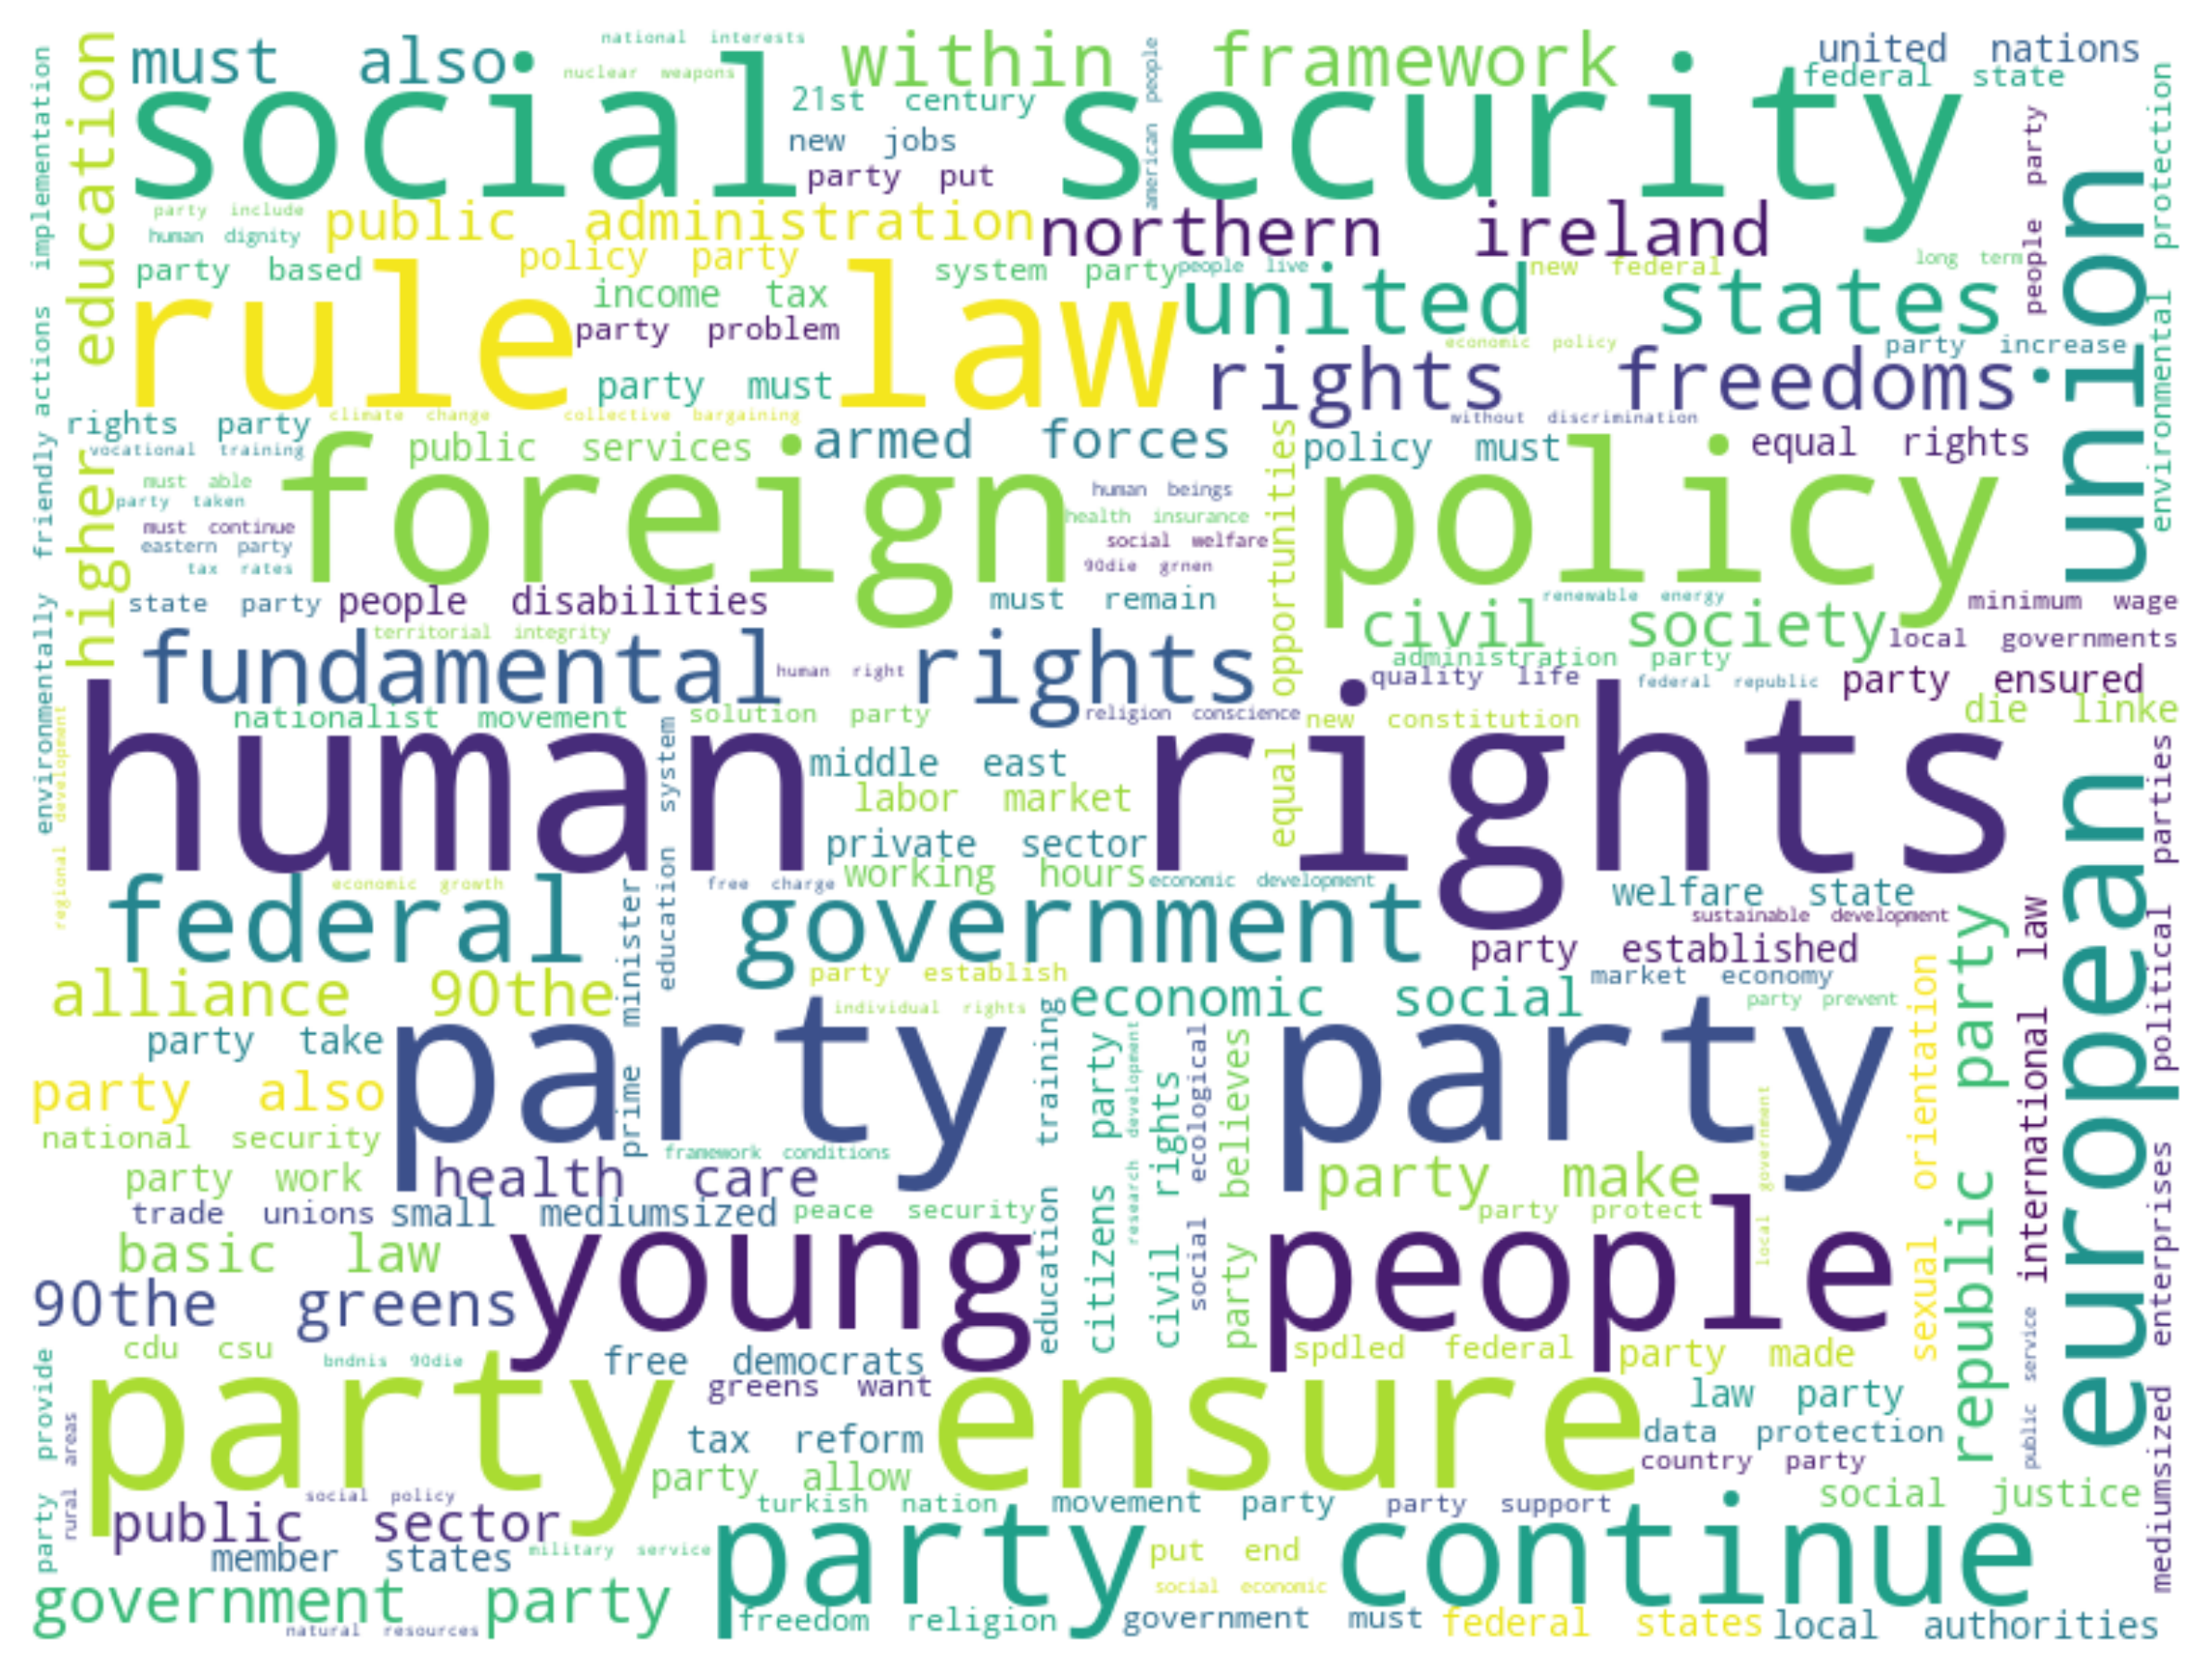 national interests
must also
within framework
united nations
nuclear weapons
federal state
social security
21st century
new jobs
party put
american people
people party
environmental protection
environmentally friendly actions implementation
higher education
european union
party include
public administration
northern ireland
human dignity
policy party
party based
system party
people live
new federal
long term
rule law
income tax
united states
party problem
economic policy
party increase
party must
rights freedoms
climate change
collective bargaining
without discrimination
rights party
public services
armed forces
policy must
equal rights
vocational training
foreign policy
must able
human beings
party taken
health insurance
must continue
social welfare
eastern party
90die grnen
tax rates
equal opportunities
state party
people disabilities
must remain
renewable energy
minimum wage
territorial integrity
civil society
local governments
fundamental rights
administration party
human right
quality life
federal republic
party ensured
nationalist movement
solution party
religion conscience
new constitution
die linke
regional development
human rights
middle east
labor market
education system
private sector
political parties
economic growth
free charge
working hours
economic development
welfare state
federal government
sustainable development
prime minister
party established
international law
republic party
alliance 90the
party establish
market economy
individual rights
economic social
party prevent
party take
party party
party also
education training
citizens party
research development
civil rights
social ecological
party believes
local government
sexual orientation
national security
framework conditions
party work
health care
party make
trade unions
small mediumsized
peace security
party protect
basic law
young people
90the greens
cdu csu
bndnis 90die
free democrats
spdled federal
party made
greens want
public service
mediumsized enterprises
party provide
rural areas
party ensure
law party
tax reform
data protection
party allow
country party
social policy
turkish nation
movement party
party support
social justice
public sector
party continue
member states
military service
put end
social economic
government party
natural resources
freedom religion
government must
federal states
local authorities